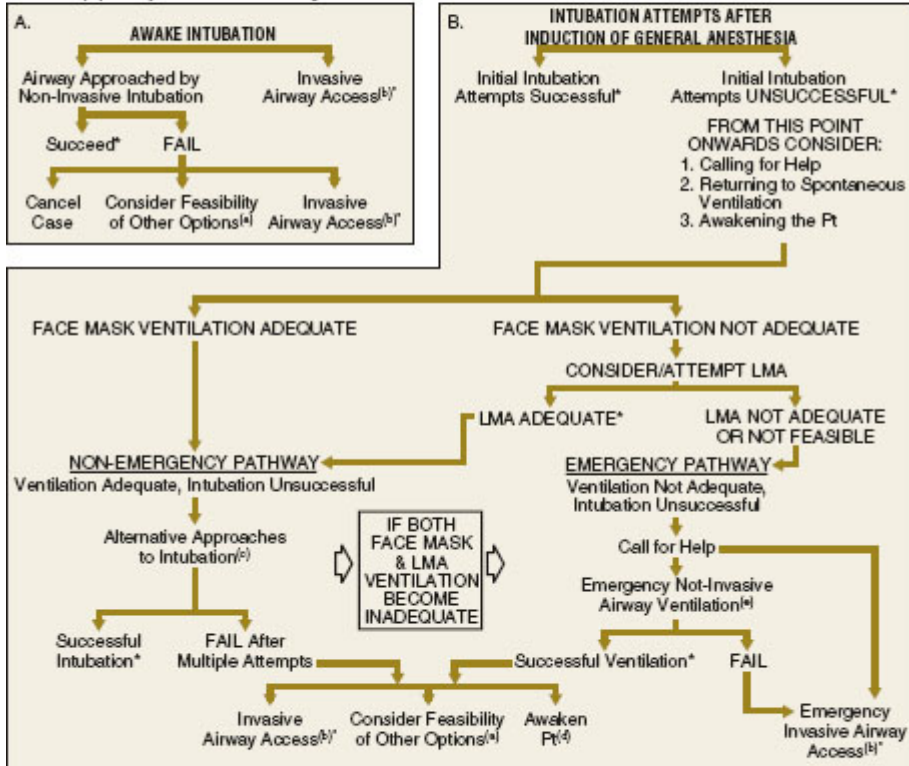 A.
AWAKE INTUBATION
Airway Approached by
Non-Invasive Intubation
Invasive
Airway Access(b)*
Succeed*
FAIL
Cancel
Case
Consider Feasibility
of Other Options(a)
Invasive
Airway Access(b)*
B.
INTUBATION ATTEMPTS AFTER
INDUCTION OF GENERAL ANESTHESIA
Initial Intubation
Attempts Successful*
Initial Intubation
Attempts UNSUCCESSFUL*
FROM THIS POINT
ONWARDS CONSIDER:
1. Calling for Help
2. Returning to Spontaneous
Ventilation
3. Awakening the Pt
FACE MASK VENTILATION ADEQUATE
FACE MASK VENTILATION NOT ADEQUATE
CONSIDER/ATTEMPT LMA
LMA ADEQUATE*
LMA NOT ADEQUATE
OR NOT FEASIBLE
NON-EMERGENCY PATHWAY
Ventilation Adequate, Intubation Unsuccessful
EMERGENCY PATHWAY
Ventilation Not Adequate,
Intubation Unsuccessful
Alternative Approaches
to Intubation(c)
IF BOTH
FACE MASK
& LMA
VENTILATION
BECOME
INADEQUATE
Call for Help
Emergency Not-Invasive
Airway Ventilation(e)
Successful
Intubation*
FAIL After
Multiple Attempts
Successful Ventilation*
FAIL
Invasive
Airway Access(b)*
Consider Feasibility
of Other Options(a)
Awaken
Pt(d)
Emergency
Invasive Airway
Access(b)*